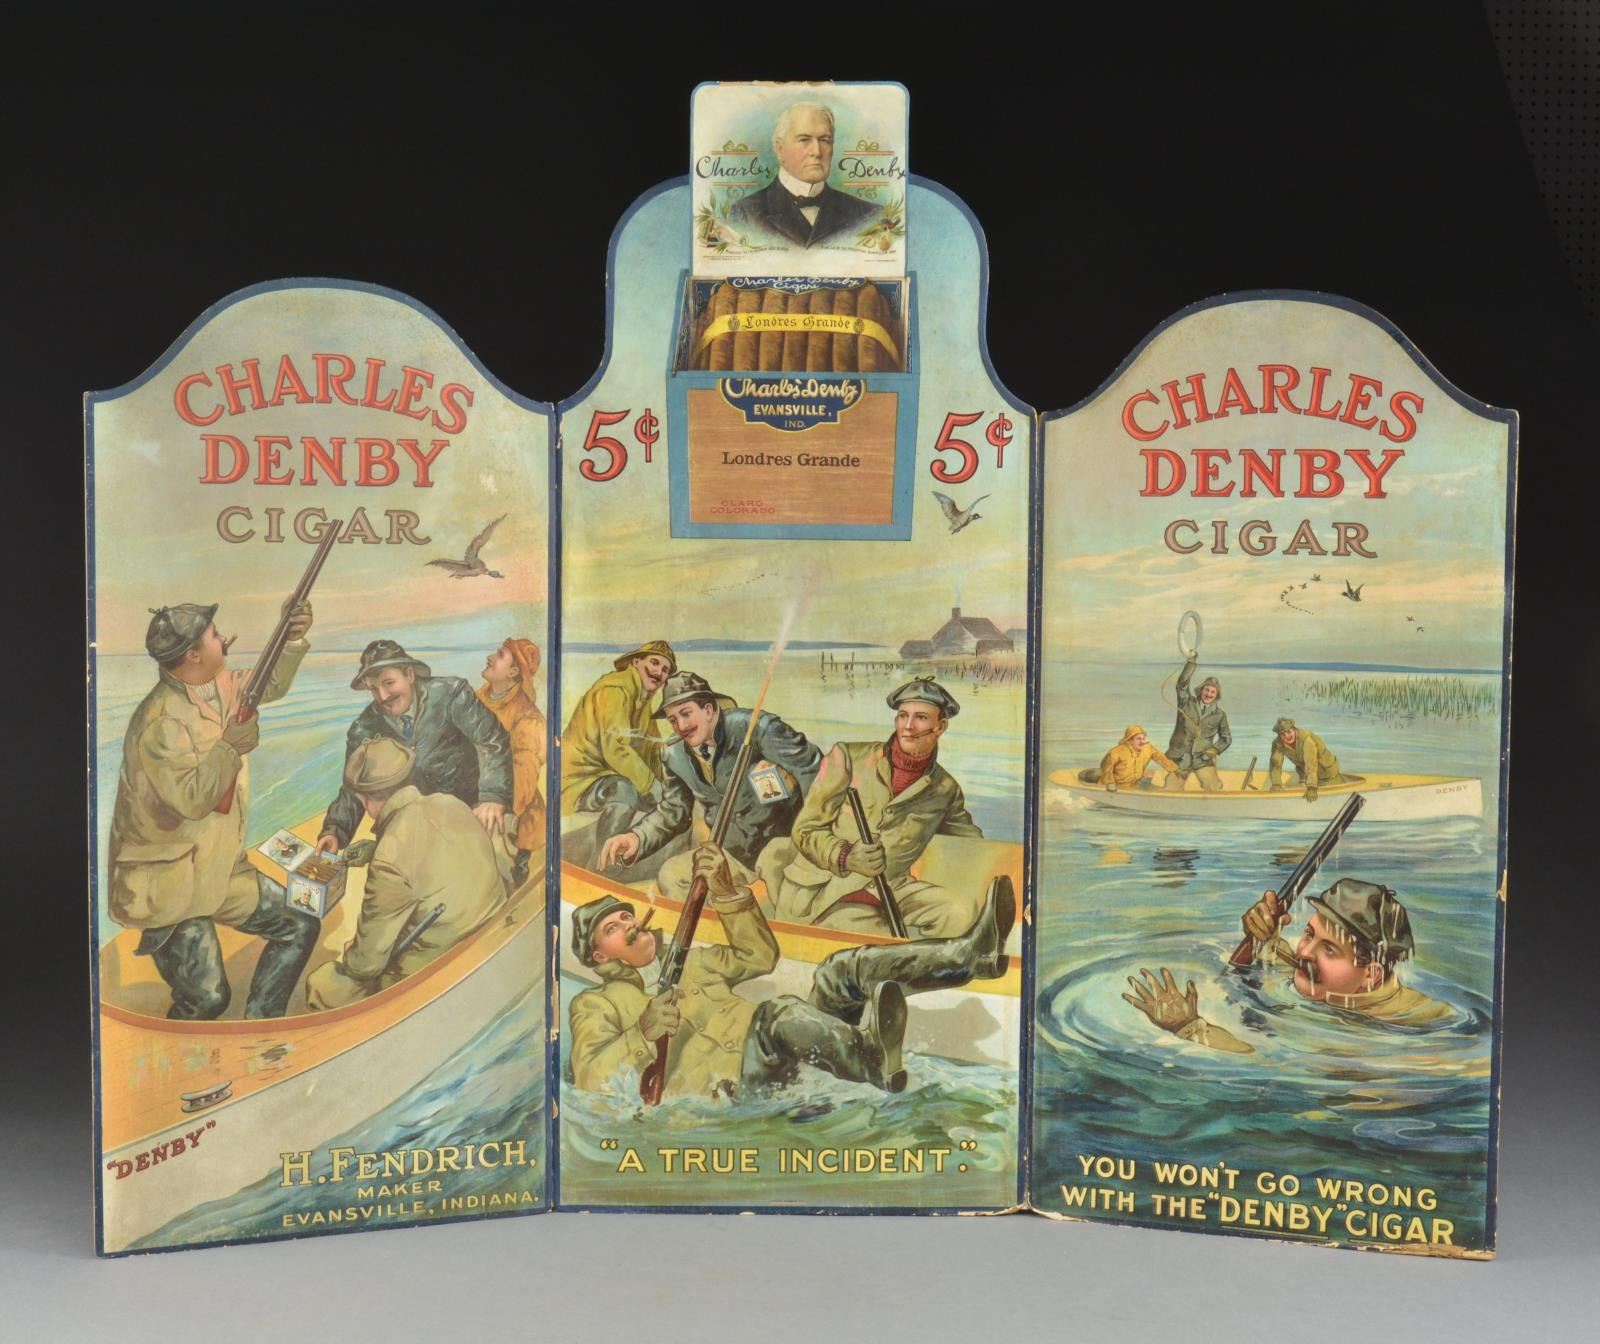 CHARLES
DENBY
CIGAR
"DENBY"
H. FENDRICH,
MAKER
EVANSVILLE, INDIANA.
Charles Denby
Charles Denby
Cigars
Londres Grande
Charles Denby
EVANSVILLE,
IND.
Londres Grande
CLARO
COLORADO
5¢ 5¢
"A TRUE INCIDENT."
CHARLES
DENBY
CIGAR
DENBY
YOU WON'T GO WRONG
WITH THE "DENBY" CIGAR